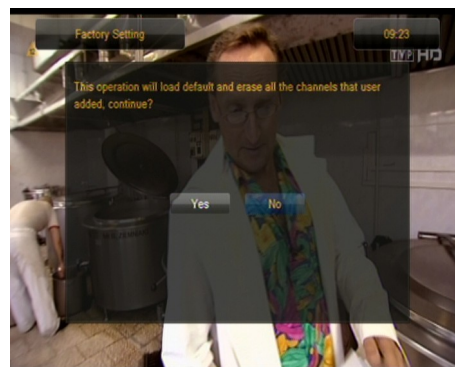 Factory Setting
09:23
TVP HD
This operation will load default and erase all the channels that user
added, continue?
Yes
No